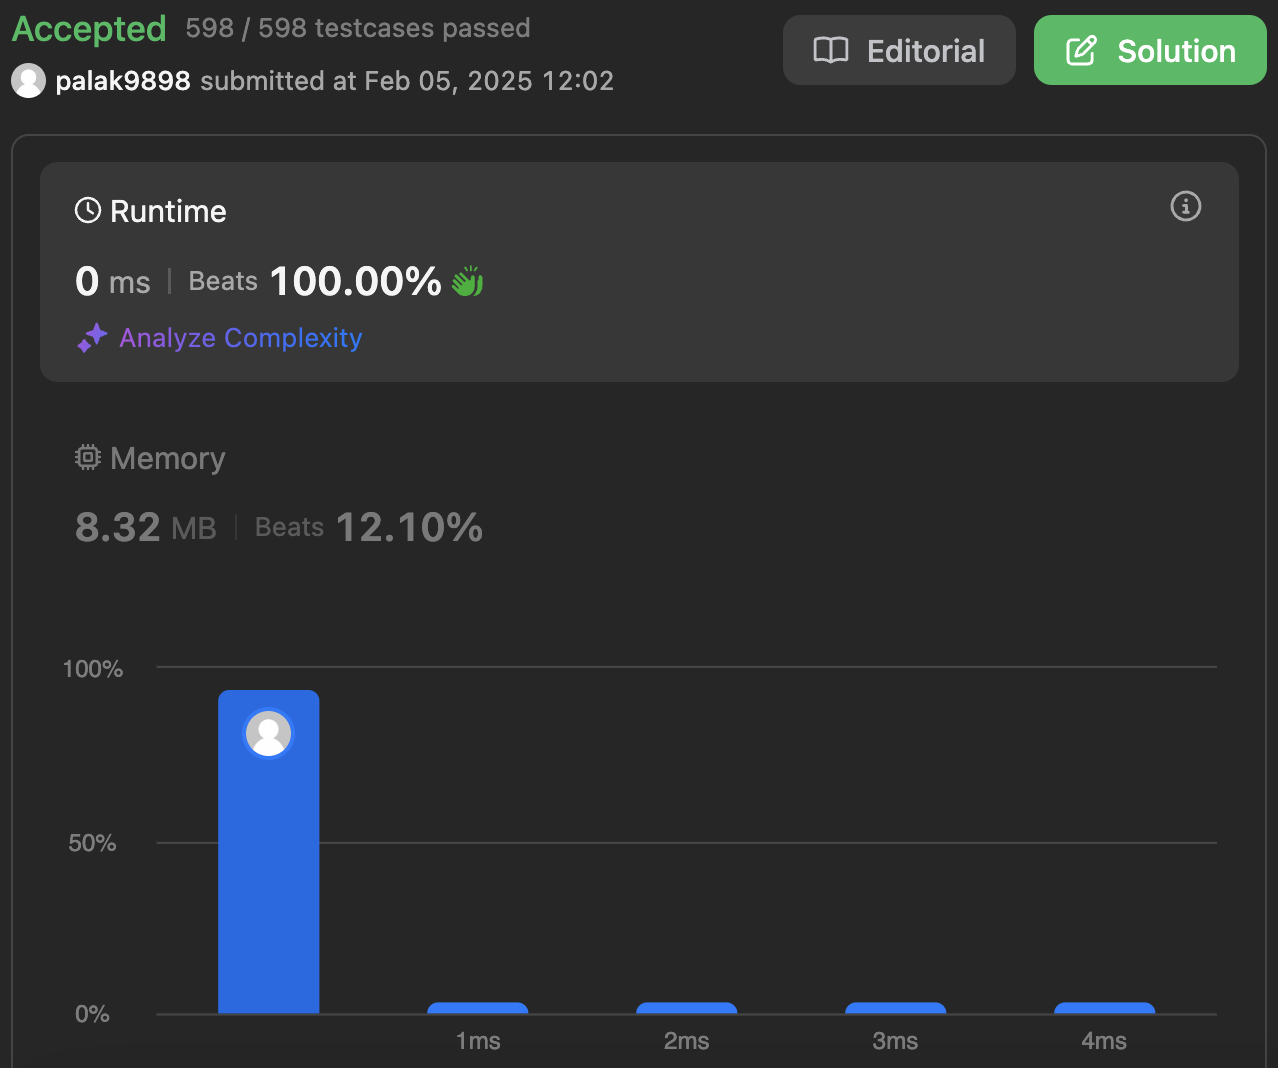 Accepted 598 / 598 testcases passed
palak9898 submitted at Feb 05, 2025 12:02
Editorial
Solution
Runtime
0 ms | Beats 100.00%
Analyze Complexity
Memory
8.32 MB | Beats 12.10%
100%
50%
0%
1ms 2ms 3ms 4ms